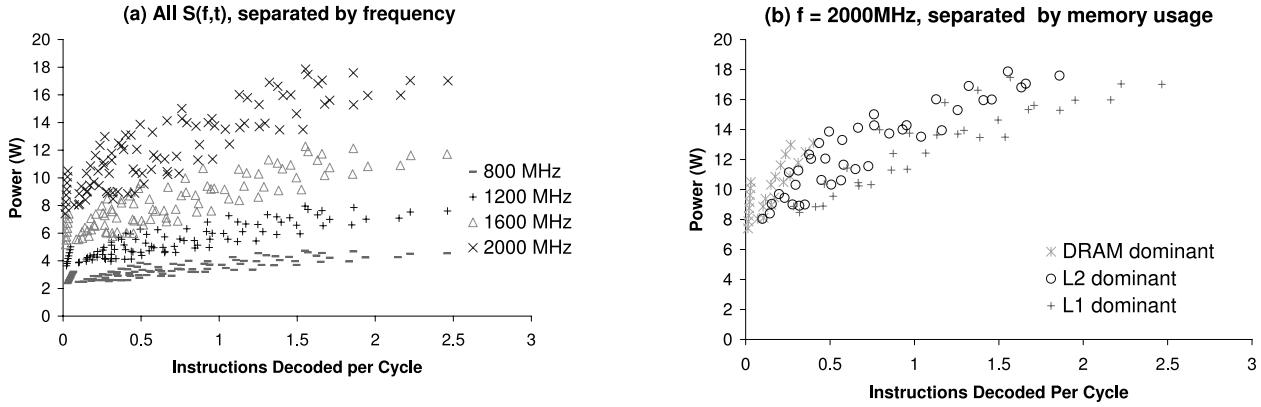 (a) All S(f,t), separated by frequency
20
18
16
14
12
10
8
6
4
2
0
Power (W)
0 0.5 1 1.5 2 2.5 3
Instructions Decoded per Cycle
800 MHz
1200 MHz
1600 MHz
2000 MHz
(b) f = 2000MHz, separated by memory usage
20
18
16
14
12
10
8
6
4
2
0
Power (W)
0 0.5 1 1.5 2 2.5 3
Instructions Decoded Per Cycle
DRAM dominant
L2 dominant
L1 dominant